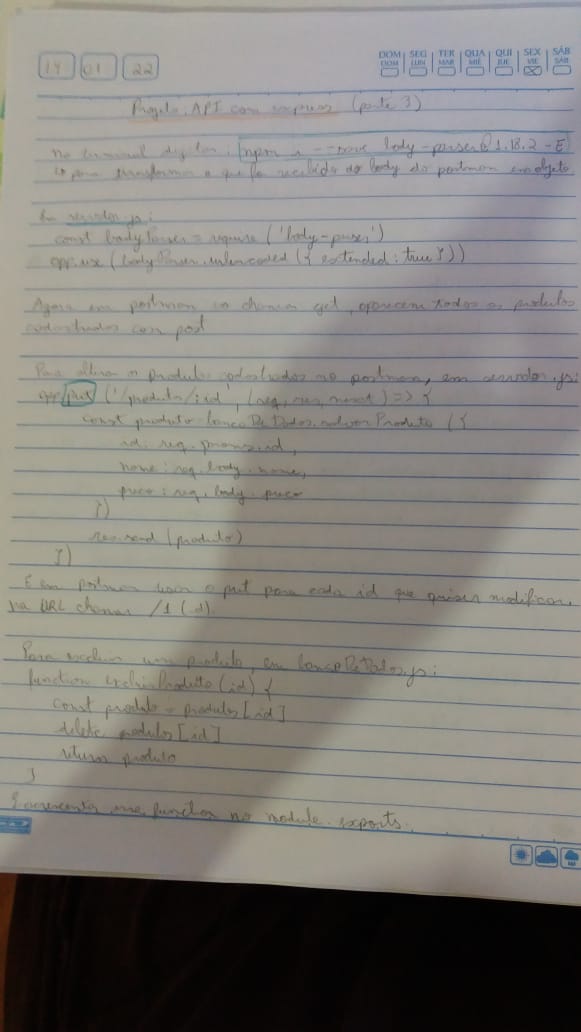 14 01 22
DOM SEG TER QUA QUI SEX SÁB
DOM LUN MAR MIÉ JUE VIE SÁB
Projeto API com express (parte 3)
No terminal digitar: npm i --save body-parser@1.18.2 -E
↳ para transformar o que for recebido do body do postman em objeto
Em servidor.js:
const bodyParser = require('body-parser')
app.use(bodyParser.urlencoded({ extended: true }))
Agora em postman ao chamar get, aparecem todos os produtos
cadastrados com post
Para alterar os produtos cadastrados no postman, em servidor.js:
app.put('/produtos/:id', (req, res, next) => {
const produto = bancoDeDados.salvarProduto({
id: req.params.id,
nome: req.body.nome,
preco: req.body.preco
})
res.send(produto)
})
E em postman usar o put para cada id que quiser modificar,
na URL chamar /1 (id).
Para excluir um produto, em bancoDeDados.js:
function excluirProduto(id) {
const produto = produtos[id]
delete produtos[id]
return produto
}
E acrescentar essa function no module.exports.